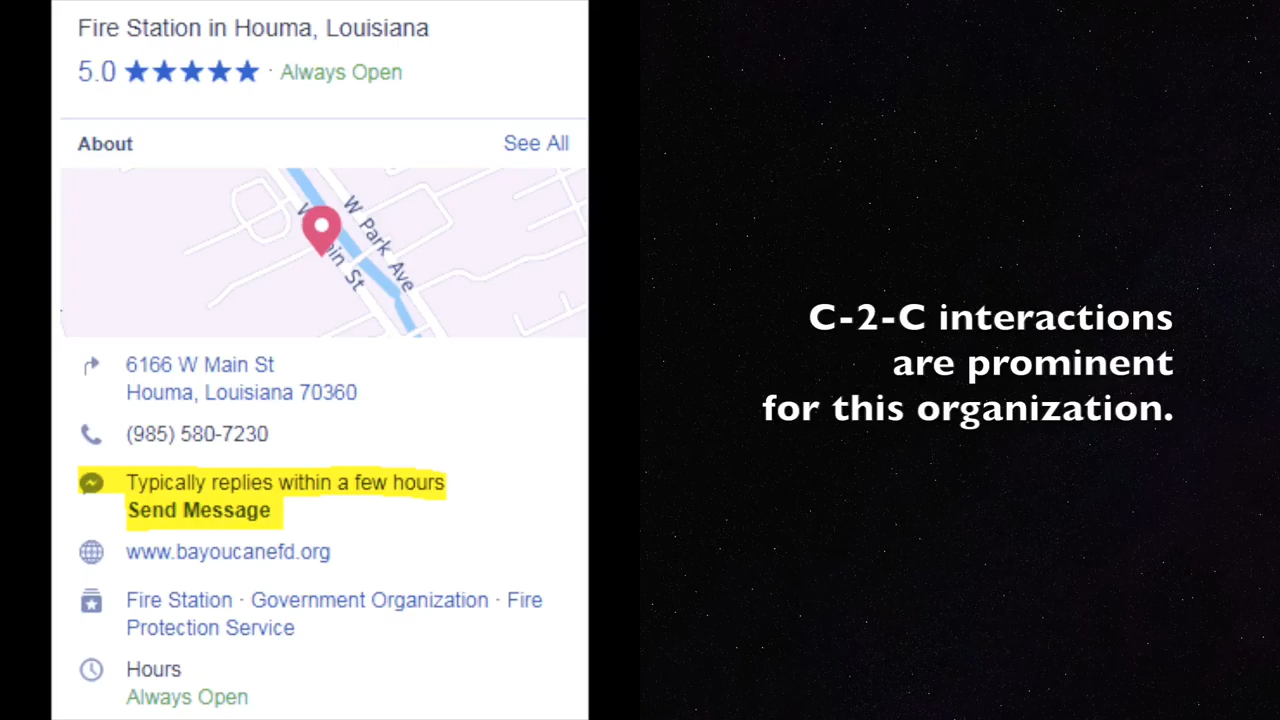 Fire Station in Houma, Louisiana
5.0 ★★★★★ · Always Open
About
See All
W Park Ave
W Main St
6166 W Main St
Houma, Louisiana 70360
(985) 580-7230
Typically replies within a few hours
Send Message
www.bayoucanefd.org
Fire Station · Government Organization · Fire
Protection Service
Hours
Always Open
C-2-C interactions
are prominent
for this organization.